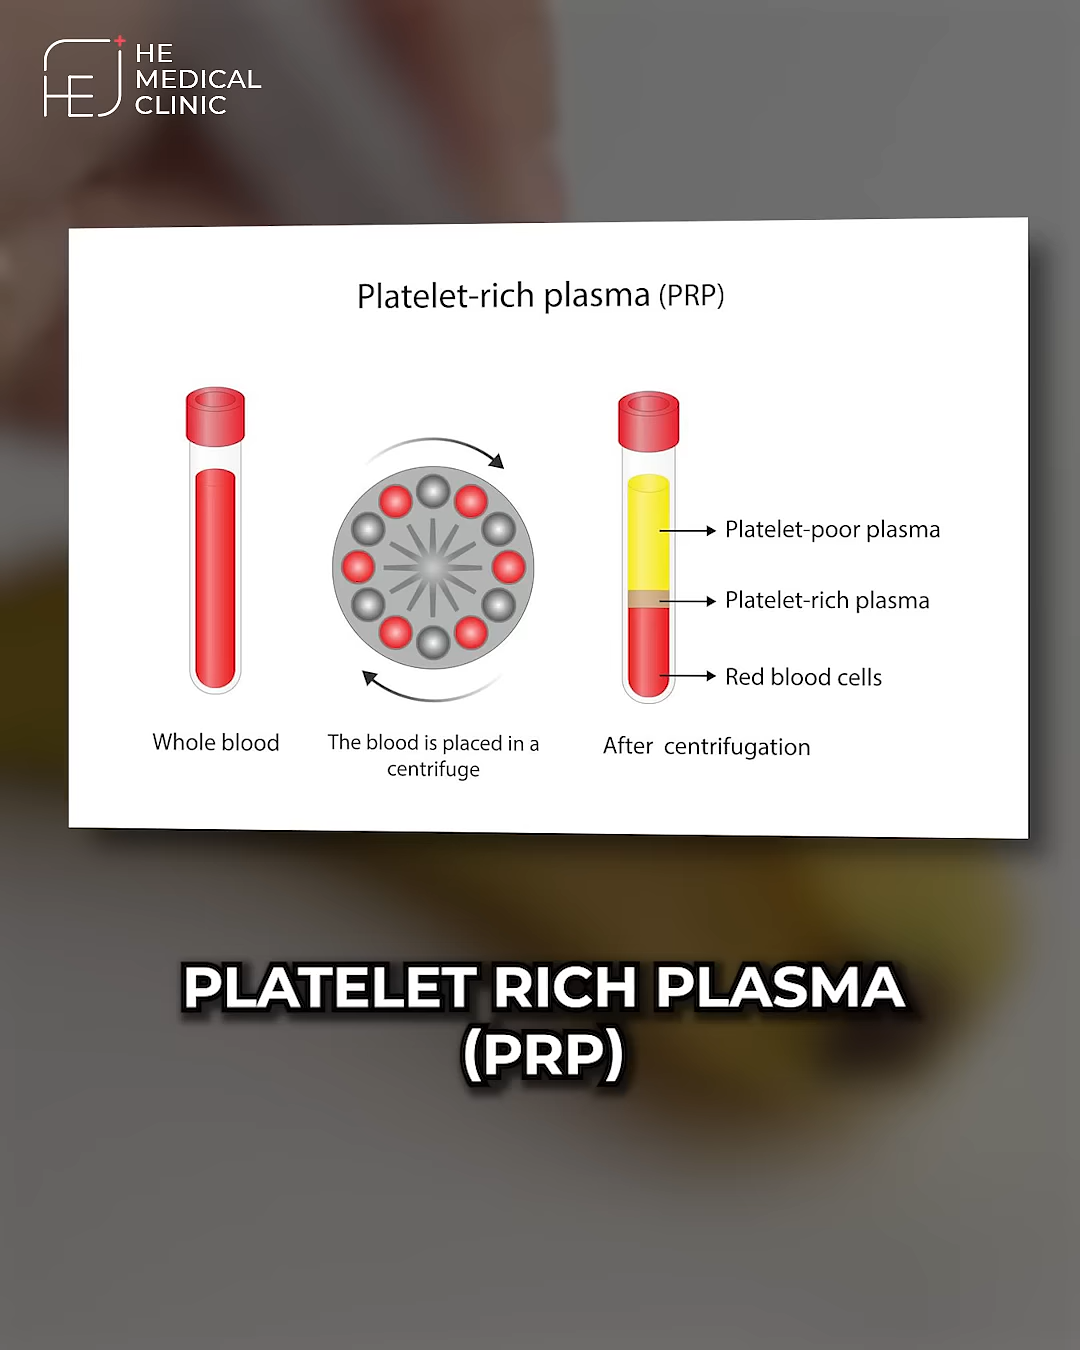 HE
MEDICAL
CLINIC
Platelet-rich plasma (PRP)
Platelet-poor plasma
Platelet-rich plasma
Red blood cells
Whole blood
The blood is placed in a
centrifuge
After centrifugation
PLATELET RICH PLASMA
(PRP)